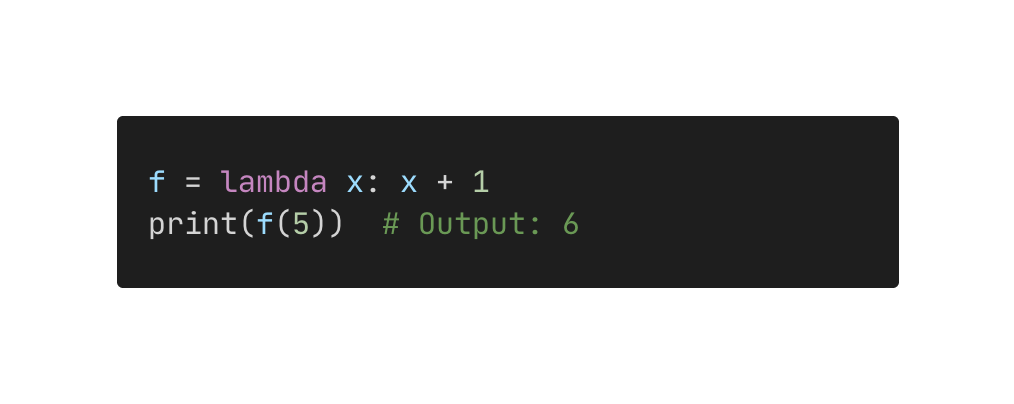 f = lambda x: x + 1
print(f(5))  # Output: 6